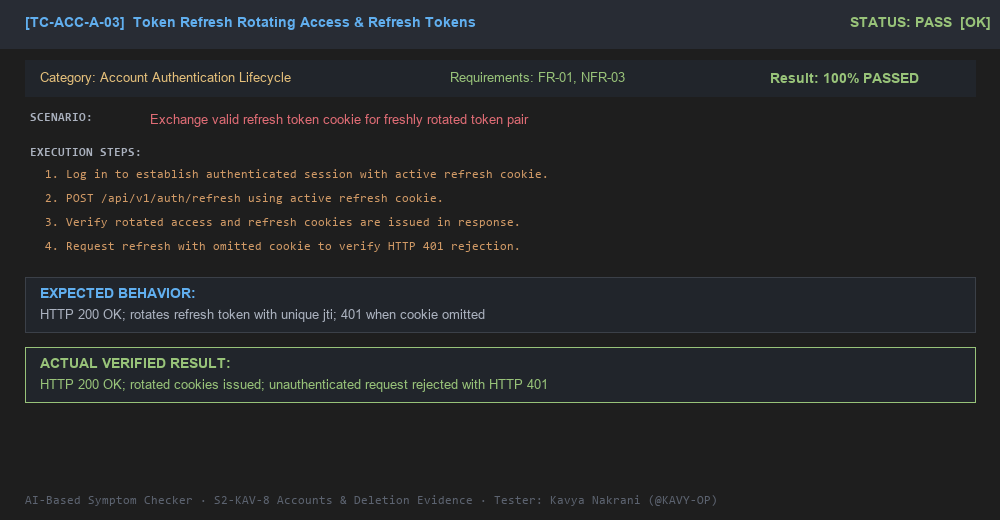 [TC-ACC-A-03] Token Refresh Rotating Access & Refresh Tokens STATUS: PASS [OK]
Category: Account Authentication Lifecycle Requirements: FR-01, NFR-03 Result: 100% PASSED
SCENARIO: Exchange valid refresh token cookie for freshly rotated token pair
EXECUTION STEPS:
1. Log in to establish authenticated session with active refresh cookie.
2. POST /api/v1/auth/refresh using active refresh cookie.
3. Verify rotated access and refresh cookies are issued in response.
4. Request refresh with omitted cookie to verify HTTP 401 rejection.
EXPECTED BEHAVIOR:
HTTP 200 OK; rotates refresh token with unique jti; 401 when cookie omitted
ACTUAL VERIFIED RESULT:
HTTP 200 OK; rotated cookies issued; unauthenticated request rejected with HTTP 401
AI-Based Symptom Checker · S2-KAV-8 Accounts & Deletion Evidence · Tester: Kavya Nakrani (@KAVY-OP)